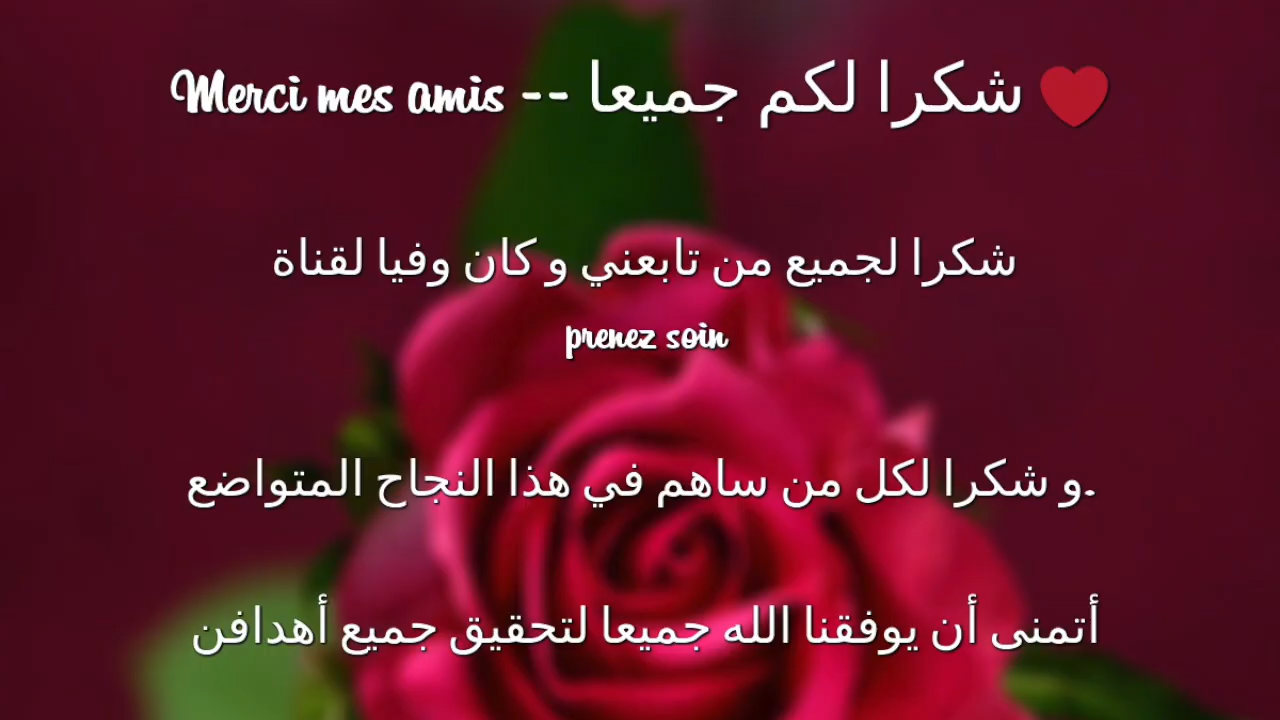 ❤ شكرا لكم جميعا -- Merci mes amis
شكرا لجميع من تابعني و كان وفيا لقناة
prenez soin
و شكرا لكل من ساهم في هذا النجاح المتواضع.
أتمنى أن يوفقنا الله جميعا لتحقيق جميع أهدافن